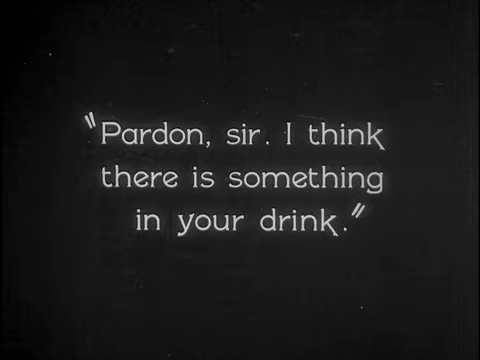 "Pardon, sir. I think
there is something
in your drink."